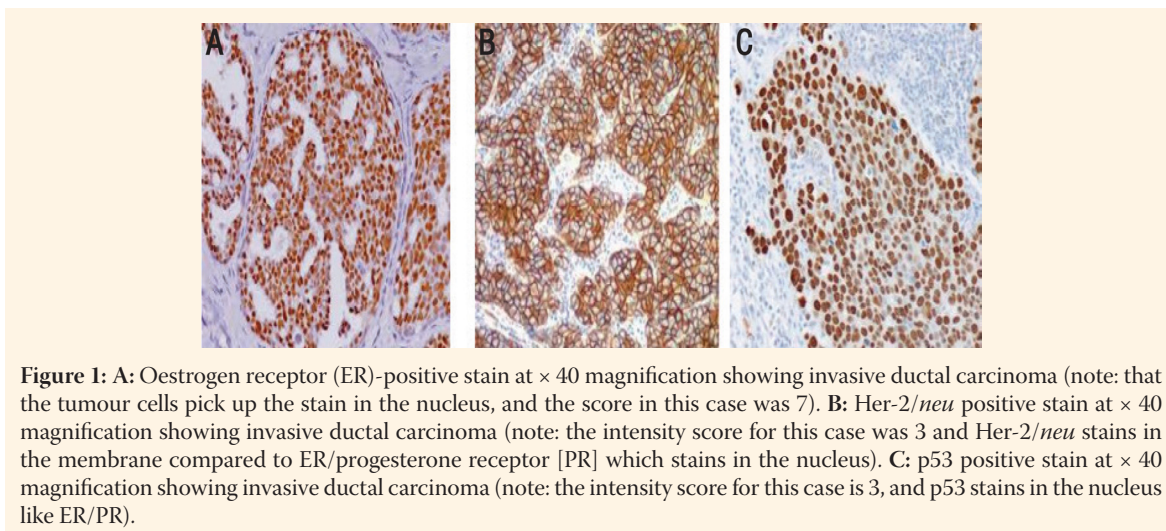 A B C
Figure 1: A: Oestrogen receptor (ER)-positive stain at × 40 magnification showing invasive ductal carcinoma (note: that
the tumour cells pick up the stain in the nucleus, and the score in this case was 7). B: Her-2/neu positive stain at × 40
magnification showing invasive ductal carcinoma (note: the intensity score for this case was 3 and Her-2/neu stains in
the membrane compared to ER/progesterone receptor [PR] which stains in the nucleus). C: p53 positive stain at × 40
magnification showing invasive ductal carcinoma (note: the intensity score for this case is 3, and p53 stains in the nucleus
like ER/PR).